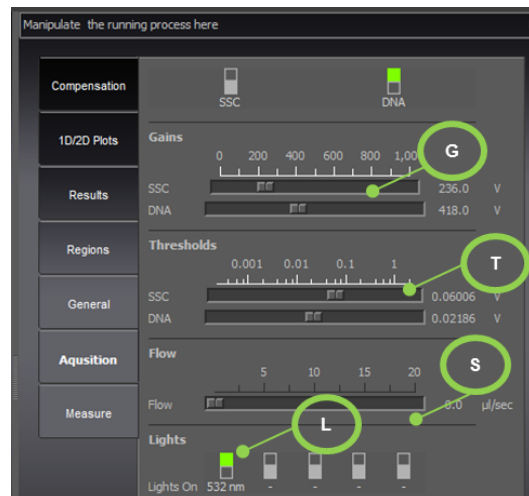 Manipulate the running process here
Compensation
1D/2D Plots
Results
Regions
General
Aqusition
Measure
SSC DNA
Gains
0 200 400 600 800 1,00
G
SSC 236.0 V
DNA 418.0 V
Thresholds
0.001 0.01 0.1 1
T
SSC 0.06006 V
DNA 0.02186 V
Flow
5 10 15 20
S
Flow 0.0 µl/sec
L
Lights
Lights On 532 nm - - - -